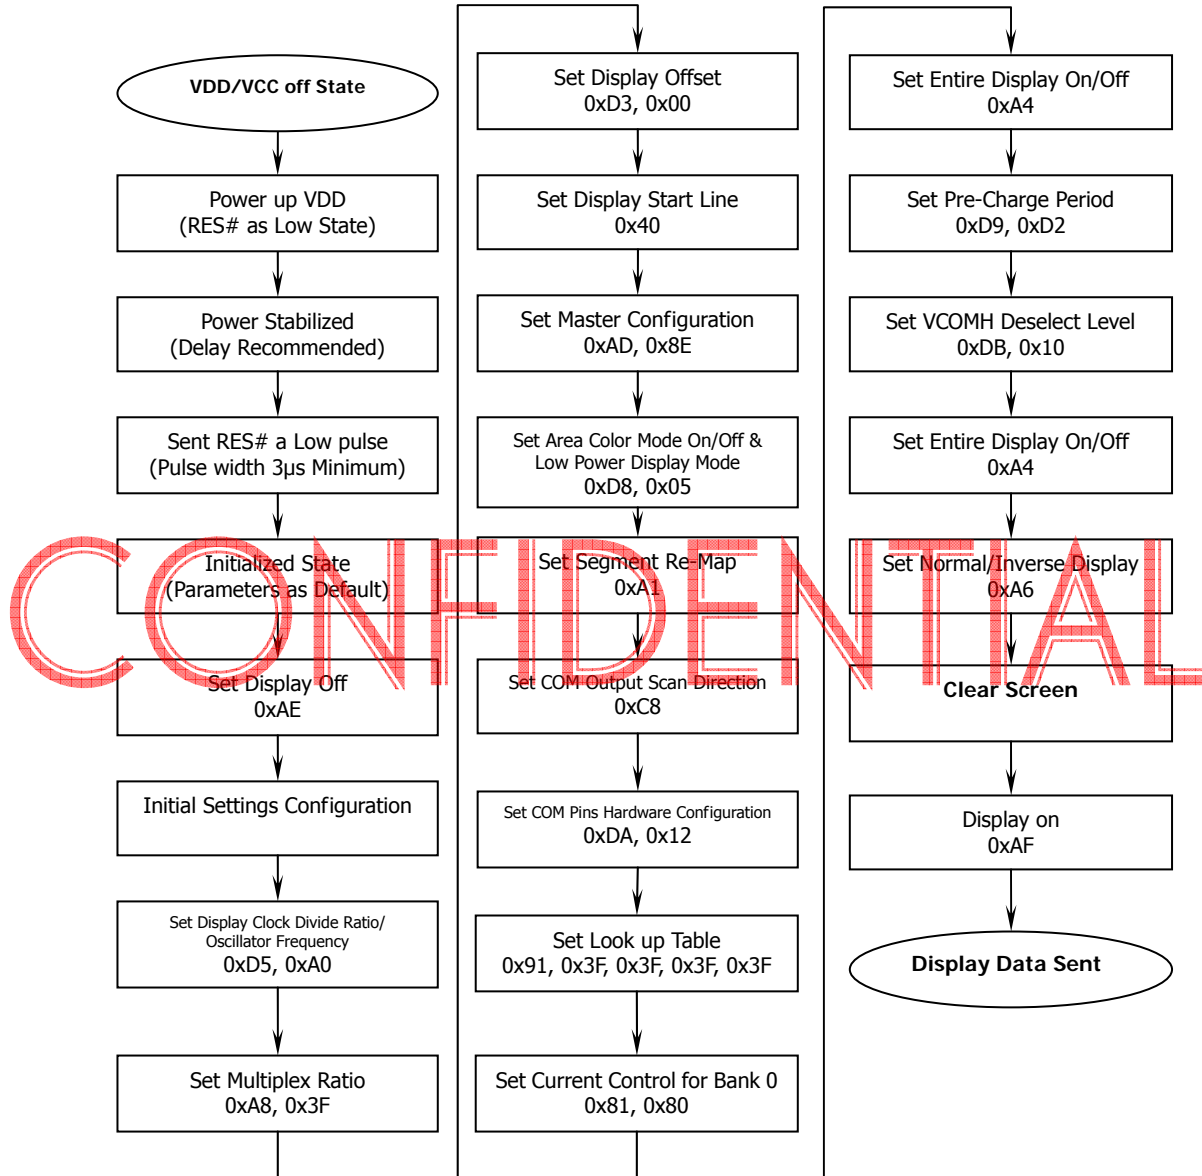 VDD/VCC off State
Power up VDD
(RES# as Low State)
Power Stabilized
(Delay Recommended)
Sent RES# a Low pulse
(Pulse width 3µs Minimum)
Initialized State
(Parameters as Default)
Set Display Off
0xAE
Initial Settings Configuration
Set Display Clock Divide Ratio/
Oscillator Frequency
0xD5, 0xA0
Set Multiplex Ratio
0xA8, 0x3F
Set Display Offset
0xD3, 0x00
Set Display Start Line
0x40
Set Master Configuration
0xAD, 0x8E
Set Area Color Mode On/Off &
Low Power Display Mode
0xD8, 0x05
Set Segment Re-Map
0xA1
Set COM Output Scan Direction
0xC8
Set COM Pins Hardware Configuration
0xDA, 0x12
Set Look up Table
0x91, 0x3F, 0x3F, 0x3F, 0x3F
Set Current Control for Bank 0
0x81, 0x80
Set Entire Display On/Off
0xA4
Set Pre-Charge Period
0xD9, 0xD2
Set VCOMH Deselect Level
0xDB, 0x10
Set Entire Display On/Off
0xA4
Set Normal/Inverse Display
0xA6
Clear Screen
Display on
0xAF
Display Data Sent
CONFIDENTIAL